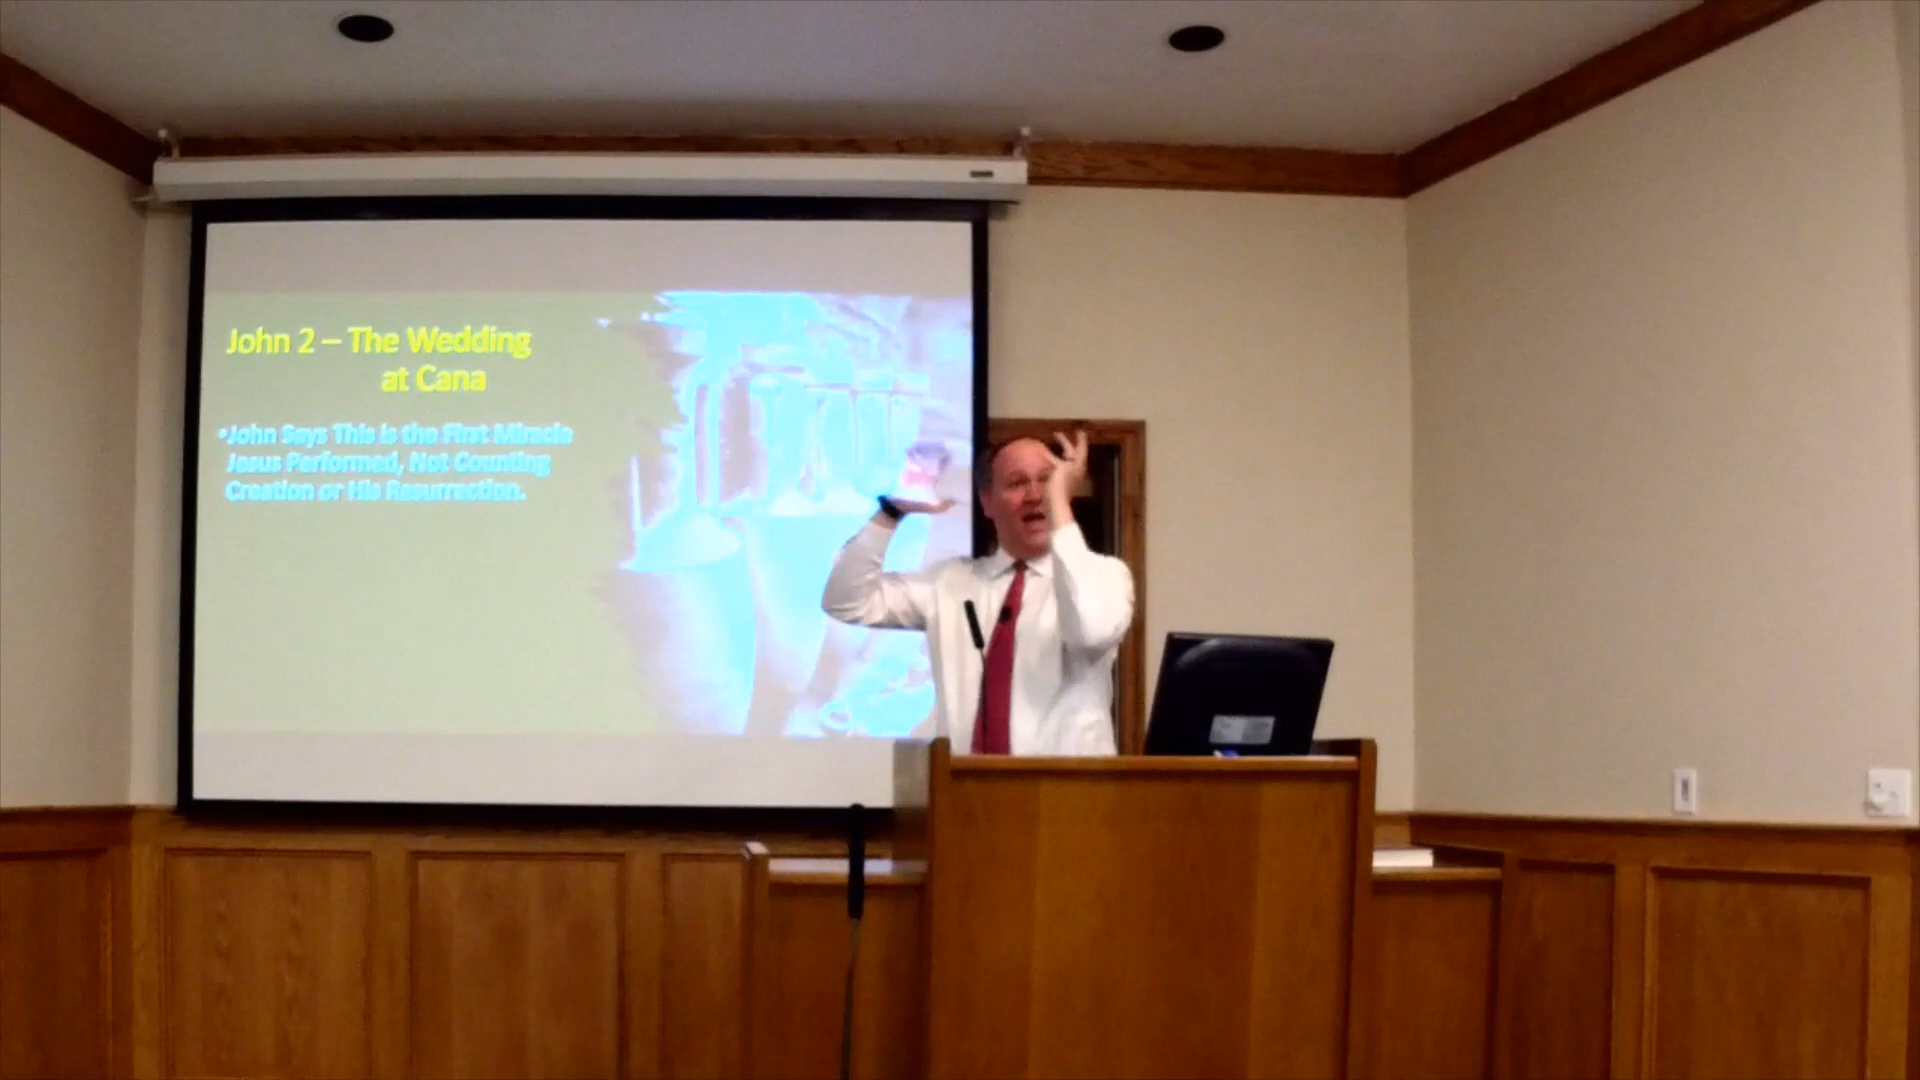 John 2 – The Wedding
at Cana
•John Says This is the First Miracle
Jesus Performed, Not Counting
Creation or His Resurrection.